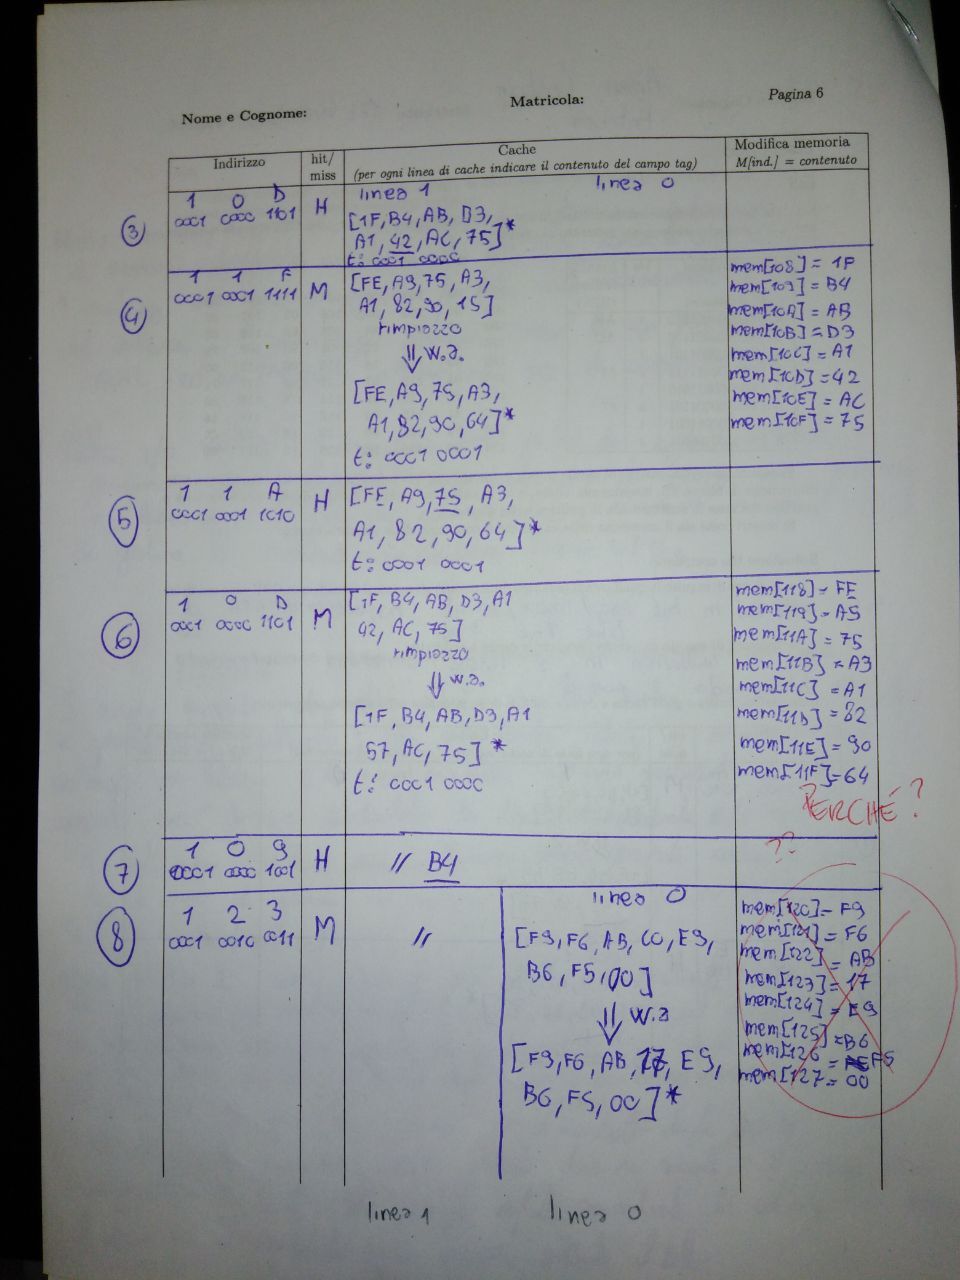 Nome e Cognome:
Matricola:
Pagina 6
Indirizzo
hit/
miss
Cache
(per ogni linea di cache indicare il contenuto del campo tag)
Modifica memoria
M[ind.] = contenuto
3
1 0 D
0001 0000 1101
H
linea 1
linea 0
[1F, B4, AB, D3,
A1, 42, AC, 75]*
t: 0001 0000
4
1 1 F
0001 0001 1111
M
[FE, A9, 75, A3,
A1, 82, 90, 15]
rimpiazzo
⇓ w.a.
[FE, A9, 75, A3,
A1, 82, 90, 64]*
t: 0001 0001
mem[108] = 1F
mem[109] = B4
mem[10A] = AB
mem[10B] = D3
mem[10C] = A1
mem[10D] = 42
mem[10E] = AC
mem[10F] = 75
5
1 1 A
0001 0001 1010
H
[FE, A9, 75, A3,
A1, 82, 90, 64]*
t: 0001 0001
6
1 0 D
0001 0000 1101
M
[1F, B4, AB, D3, A1
42, AC, 75]
rimpiazzo
⇓ w.a.
[1F, B4, AB, D3, A1
57, AC, 75]*
t: 0001 0000
mem[118] = FE
mem[119] = A9
mem[11A] = 75
mem[11B] = A3
mem[11C] = A1
mem[11D] = 82
mem[11E] = 90
mem[11F] = 64
PERCHÉ?
??
7
1 0 9
0001 0000 1001
H
// B4
8
1 2 3
0001 0010 0011
M
//
linea 0
[F9, F6, AB, C0, E9,
B6, F5, 00]
⇓ w.a
[F9, F6, AB, 17, E9,
B6, F5, 00]*
mem[120] = F9
mem[121] = F6
mem[122] = AB
mem[123] = 17
mem[124] = E9
mem[125] = B6
mem[126 = F5
mem[127 = 00
linea 1
linea 0